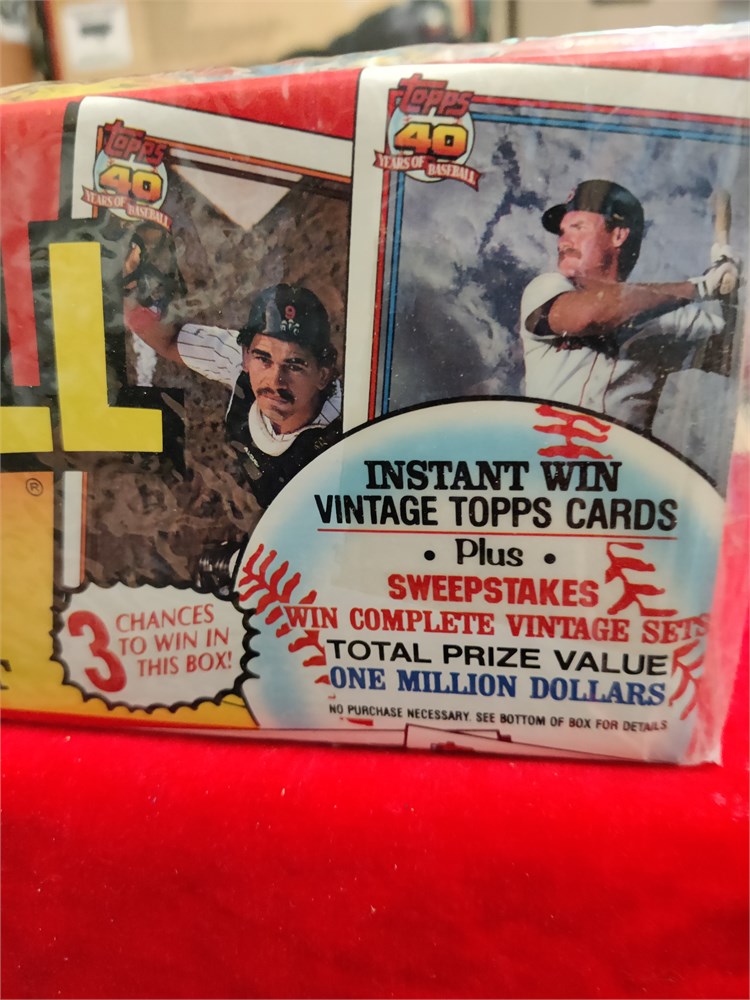 TOPPS
40
YEARS OF BASEBALL
TOPPS
40
YEARS OF BASEBALL
LL
®
9
INSTANT WIN
VINTAGE TOPPS CARDS
• Plus •
SWEEPSTAKES
WIN COMPLETE VINTAGE SETS
TOTAL PRIZE VALUE
ONE MILLION DOLLARS
NO PURCHASE NECESSARY. SEE BOTTOM OF BOX FOR DETAILS
3 CHANCES
TO WIN IN
THIS BOX!